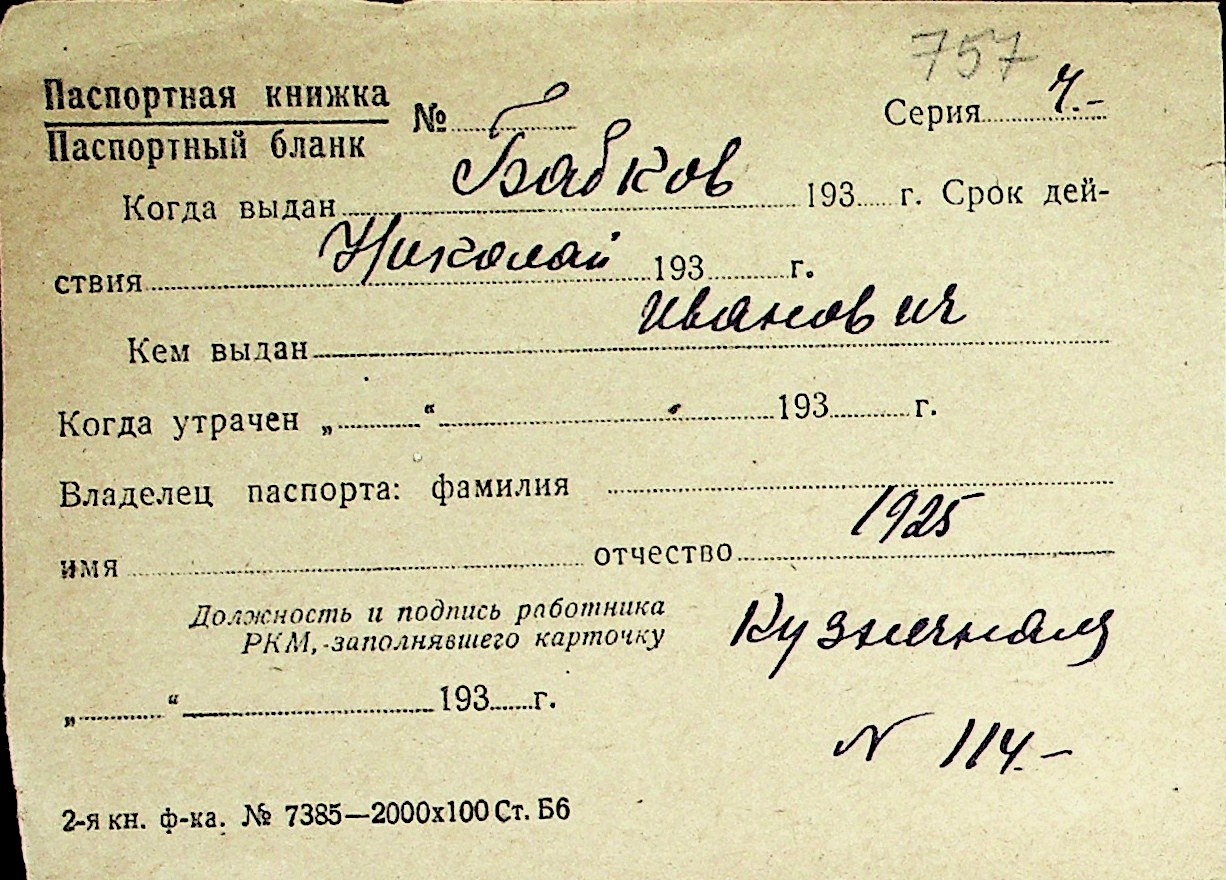 757
Паспортная книжка
Паспортный бланк
№.......... Серия 4.-
Бабков
Когда выдан..........193.....г. Срок дей-
Николай
ствия..........193..........г.
Иванович
Кем выдан..........
Когда утрачен „.........." ..........193..........г.
Владелец паспорта: фамилия ..........
1925
имя .......... отчество ..........
Должность и подпись работника
РКМ,-заполнявшего карточку
Кузнечная
„.........." ..........193......г.
N 114.-
2-я кн. ф-ка. № 7385—2000х100 Ст. Б6